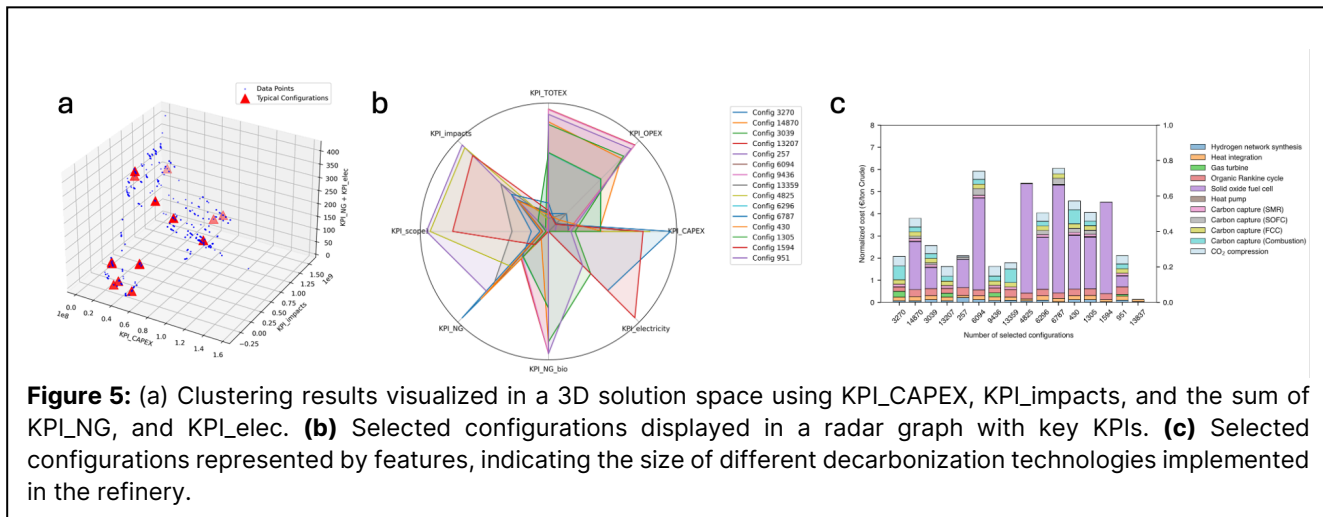 a
Data Points
Typical Configurations
400
350
300
250
200
150
100
50
0
KPI_NG + KPI_elec
1e9
1.50
1.25
1.00
0.75
0.50
0.25
0.00
−0.25
KPI_impacts
0.0
0.2
0.4
0.6
0.8
1.0
1.2
1.4
1.6
1e8
KPI_CAPEX
b
KPI_TOTEX
KPI_OPEX
KPI_CAPEX
KPI_electricity
KPI_NG_bio
KPI_NG
KPI_scope1
KPI_impacts
Config 3270
Config 14870
Config 3039
Config 13207
Config 257
Config 6094
Config 9436
Config 13359
Config 4825
Config 6296
Config 6787
Config 430
Config 1305
Config 1594
Config 951
c
Normalized cost (€/ton Crude)
8
7
6
5
4
3
2
1
0
1.0
0.8
0.6
0.4
0.2
0.0
3270
14870
3039
13207
257
6094
9436
13359
4825
6296
6787
430
1305
1594
951
13837
Number of selected configurations
Hydrogen network synthesis
Heat integration
Gas turbine
Organic Rankine cycle
Solid oxide fuel cell
Heat pump
Carbon capture (SMR)
Carbon capture (SOFC)
Carbon capture (FCC)
Carbon capture (Combustion)
CO₂ compression
Figure 5: (a) Clustering results visualized in a 3D solution space using KPI_CAPEX, KPI_impacts, and the sum of
KPI_NG, and KPI_elec. (b) Selected configurations displayed in a radar graph with key KPIs. (c) Selected
configurations represented by features, indicating the size of different decarbonization technologies implemented
in the refinery.